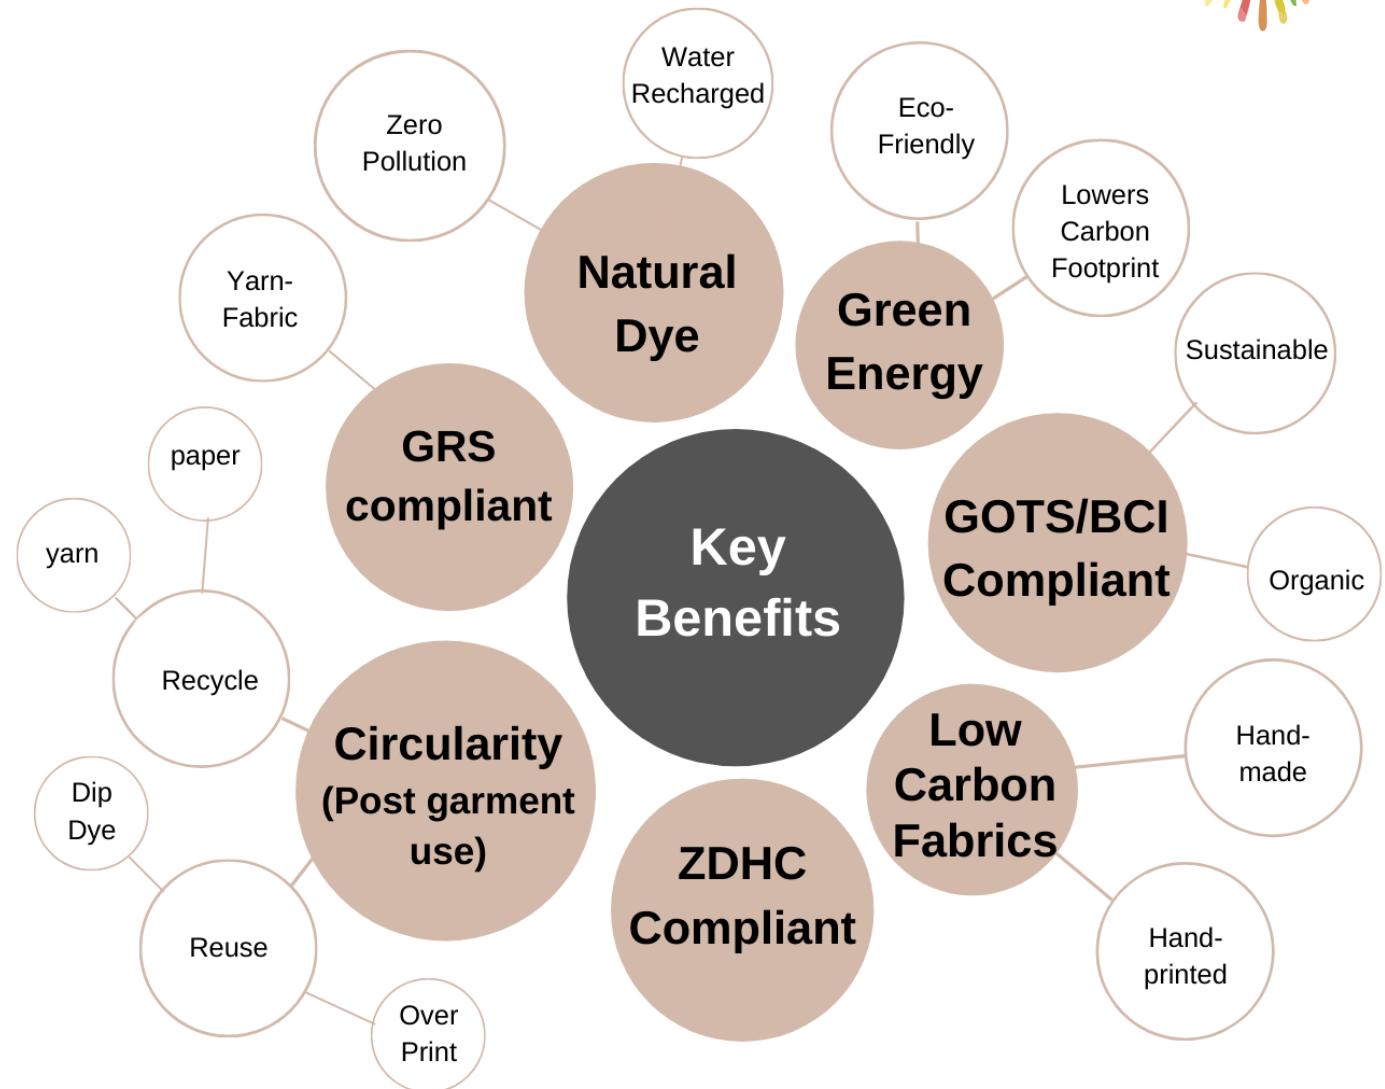 Water
Recharged
Zero
Pollution
Eco-
Friendly
Lowers
Carbon
Footprint
Yarn-
Fabric
Natural
Dye
Green
Energy
Sustainable
GRS
compliant
paper
yarn
Key
Benefits
GOTS/BCI
Compliant
Organic
Recycle
Circularity
(Post garment
use)
Low
Carbon
Fabrics
Hand-
made
Dip
Dye
ZDHC
Compliant
Reuse
Hand-
printed
Over
Print